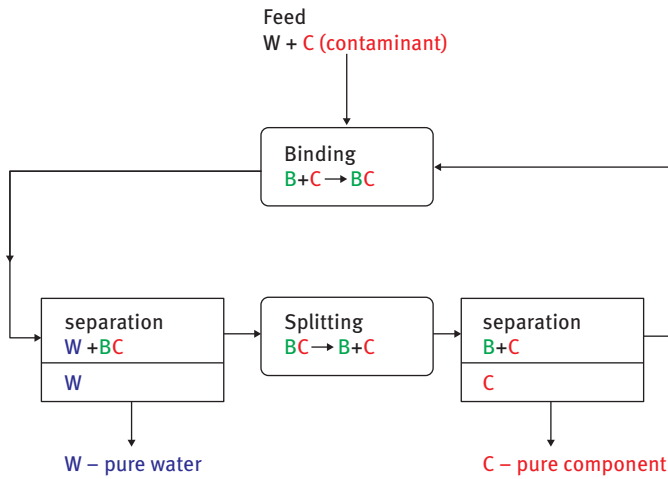 Feed
W + C (contaminant)
Binding
B+C → BC
separation
W +BC
W
Splitting
BC → B+C
separation
B+C
C
W – pure water
C – pure component